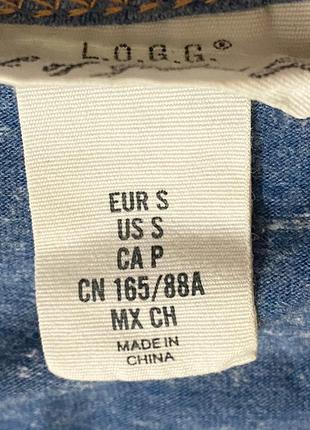 L.O.G.G.®
EUR S
US S
CA P
CN 165/88A
MX CH
MADE IN
CHINA